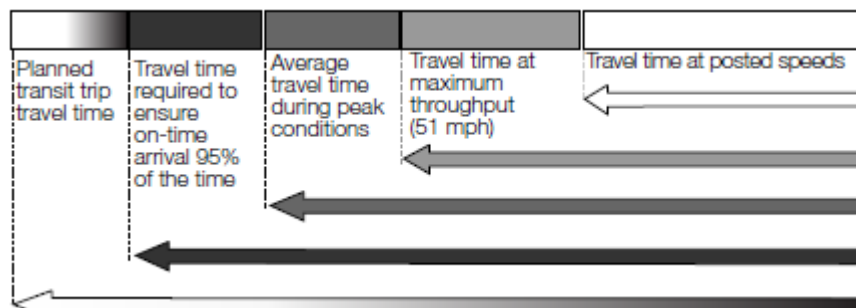 Planned
transit trip
travel time
Travel time
required to
ensure
on-time
arrival 95%
of the time
Average
travel time
during peak
conditions
Travel time at
maximum
throughput
(51 mph)
Travel time at posted speeds